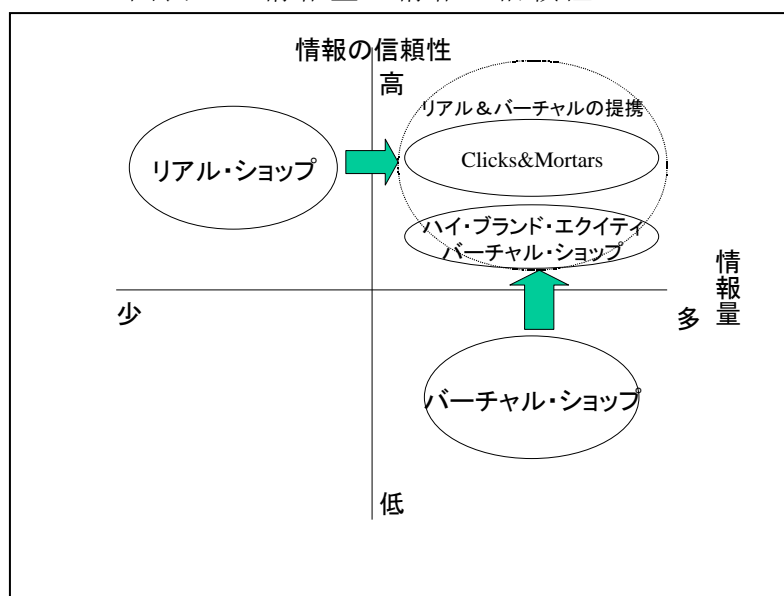 情報の信頼性
高
リアル&バーチャルの提携
リアル・ショップ
Clicks&Mortars
ハイ・ブランド・エクイティ
バーチャル・ショップ
情報量
少
多
バーチャル・ショップ
低